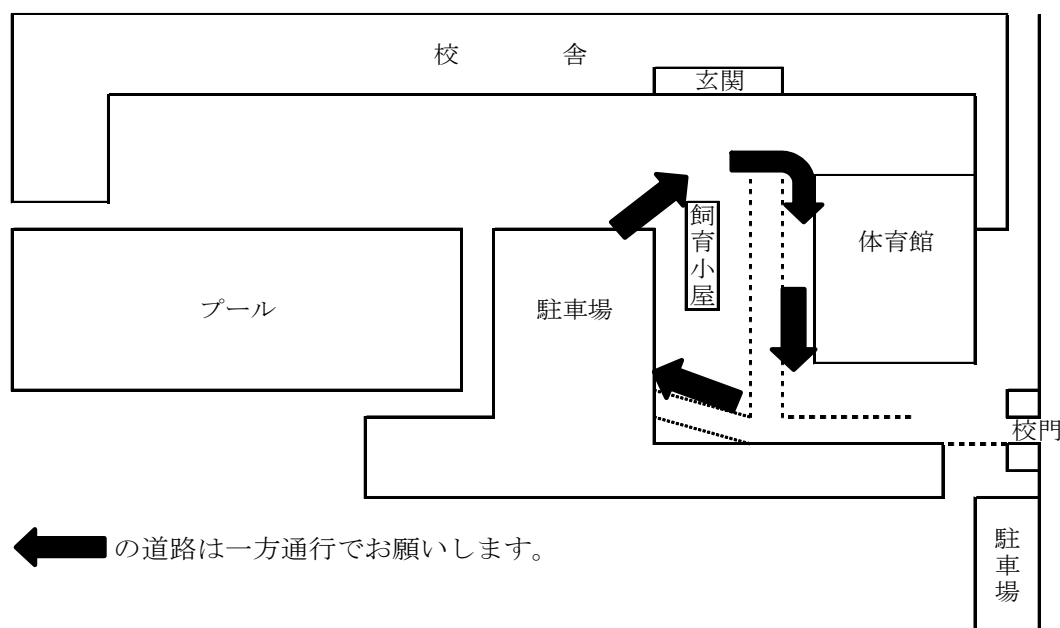 校　　舎
玄関
飼育小屋
体育館
プール
駐車場
校門
の道路は一方通行でお願いします。
駐車場